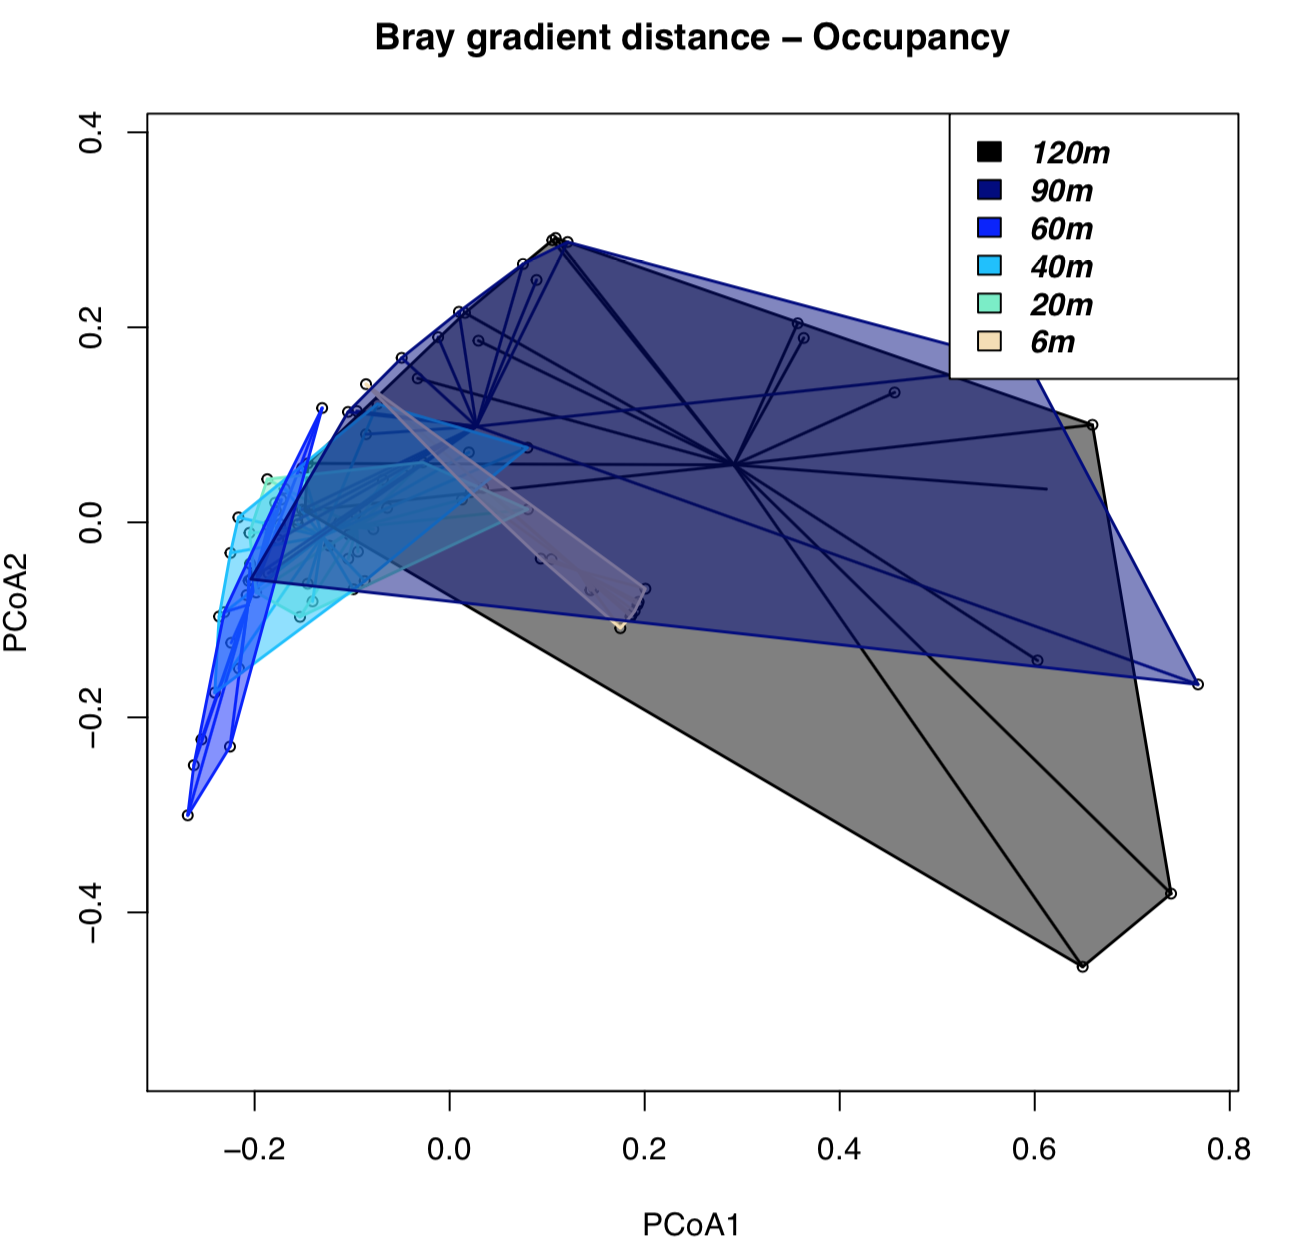 Bray gradient distance – Occupancy
120m
90m
60m
40m
20m
6m
0.4
0.2
0.0
−0.2
−0.4
PCoA2
−0.2 0.0 0.2 0.4 0.6 0.8
PCoA1